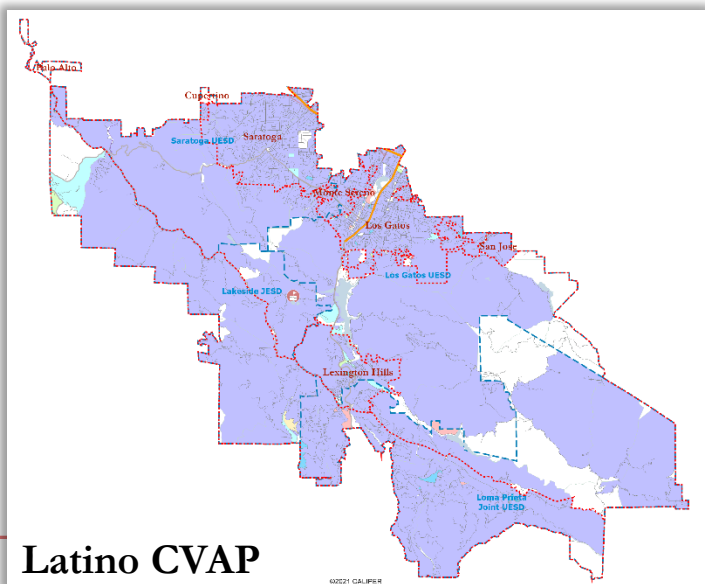 Palo Alto
Cupertino
Saratoga UESD
Saratoga
Monte Sereno
Los Gatos
San Jose
Los Gatos UESD
Lakeside JESD
Lexington Hills
Loma Prieta
Joint UESD
Latino CVAP
©2021 CALIPER